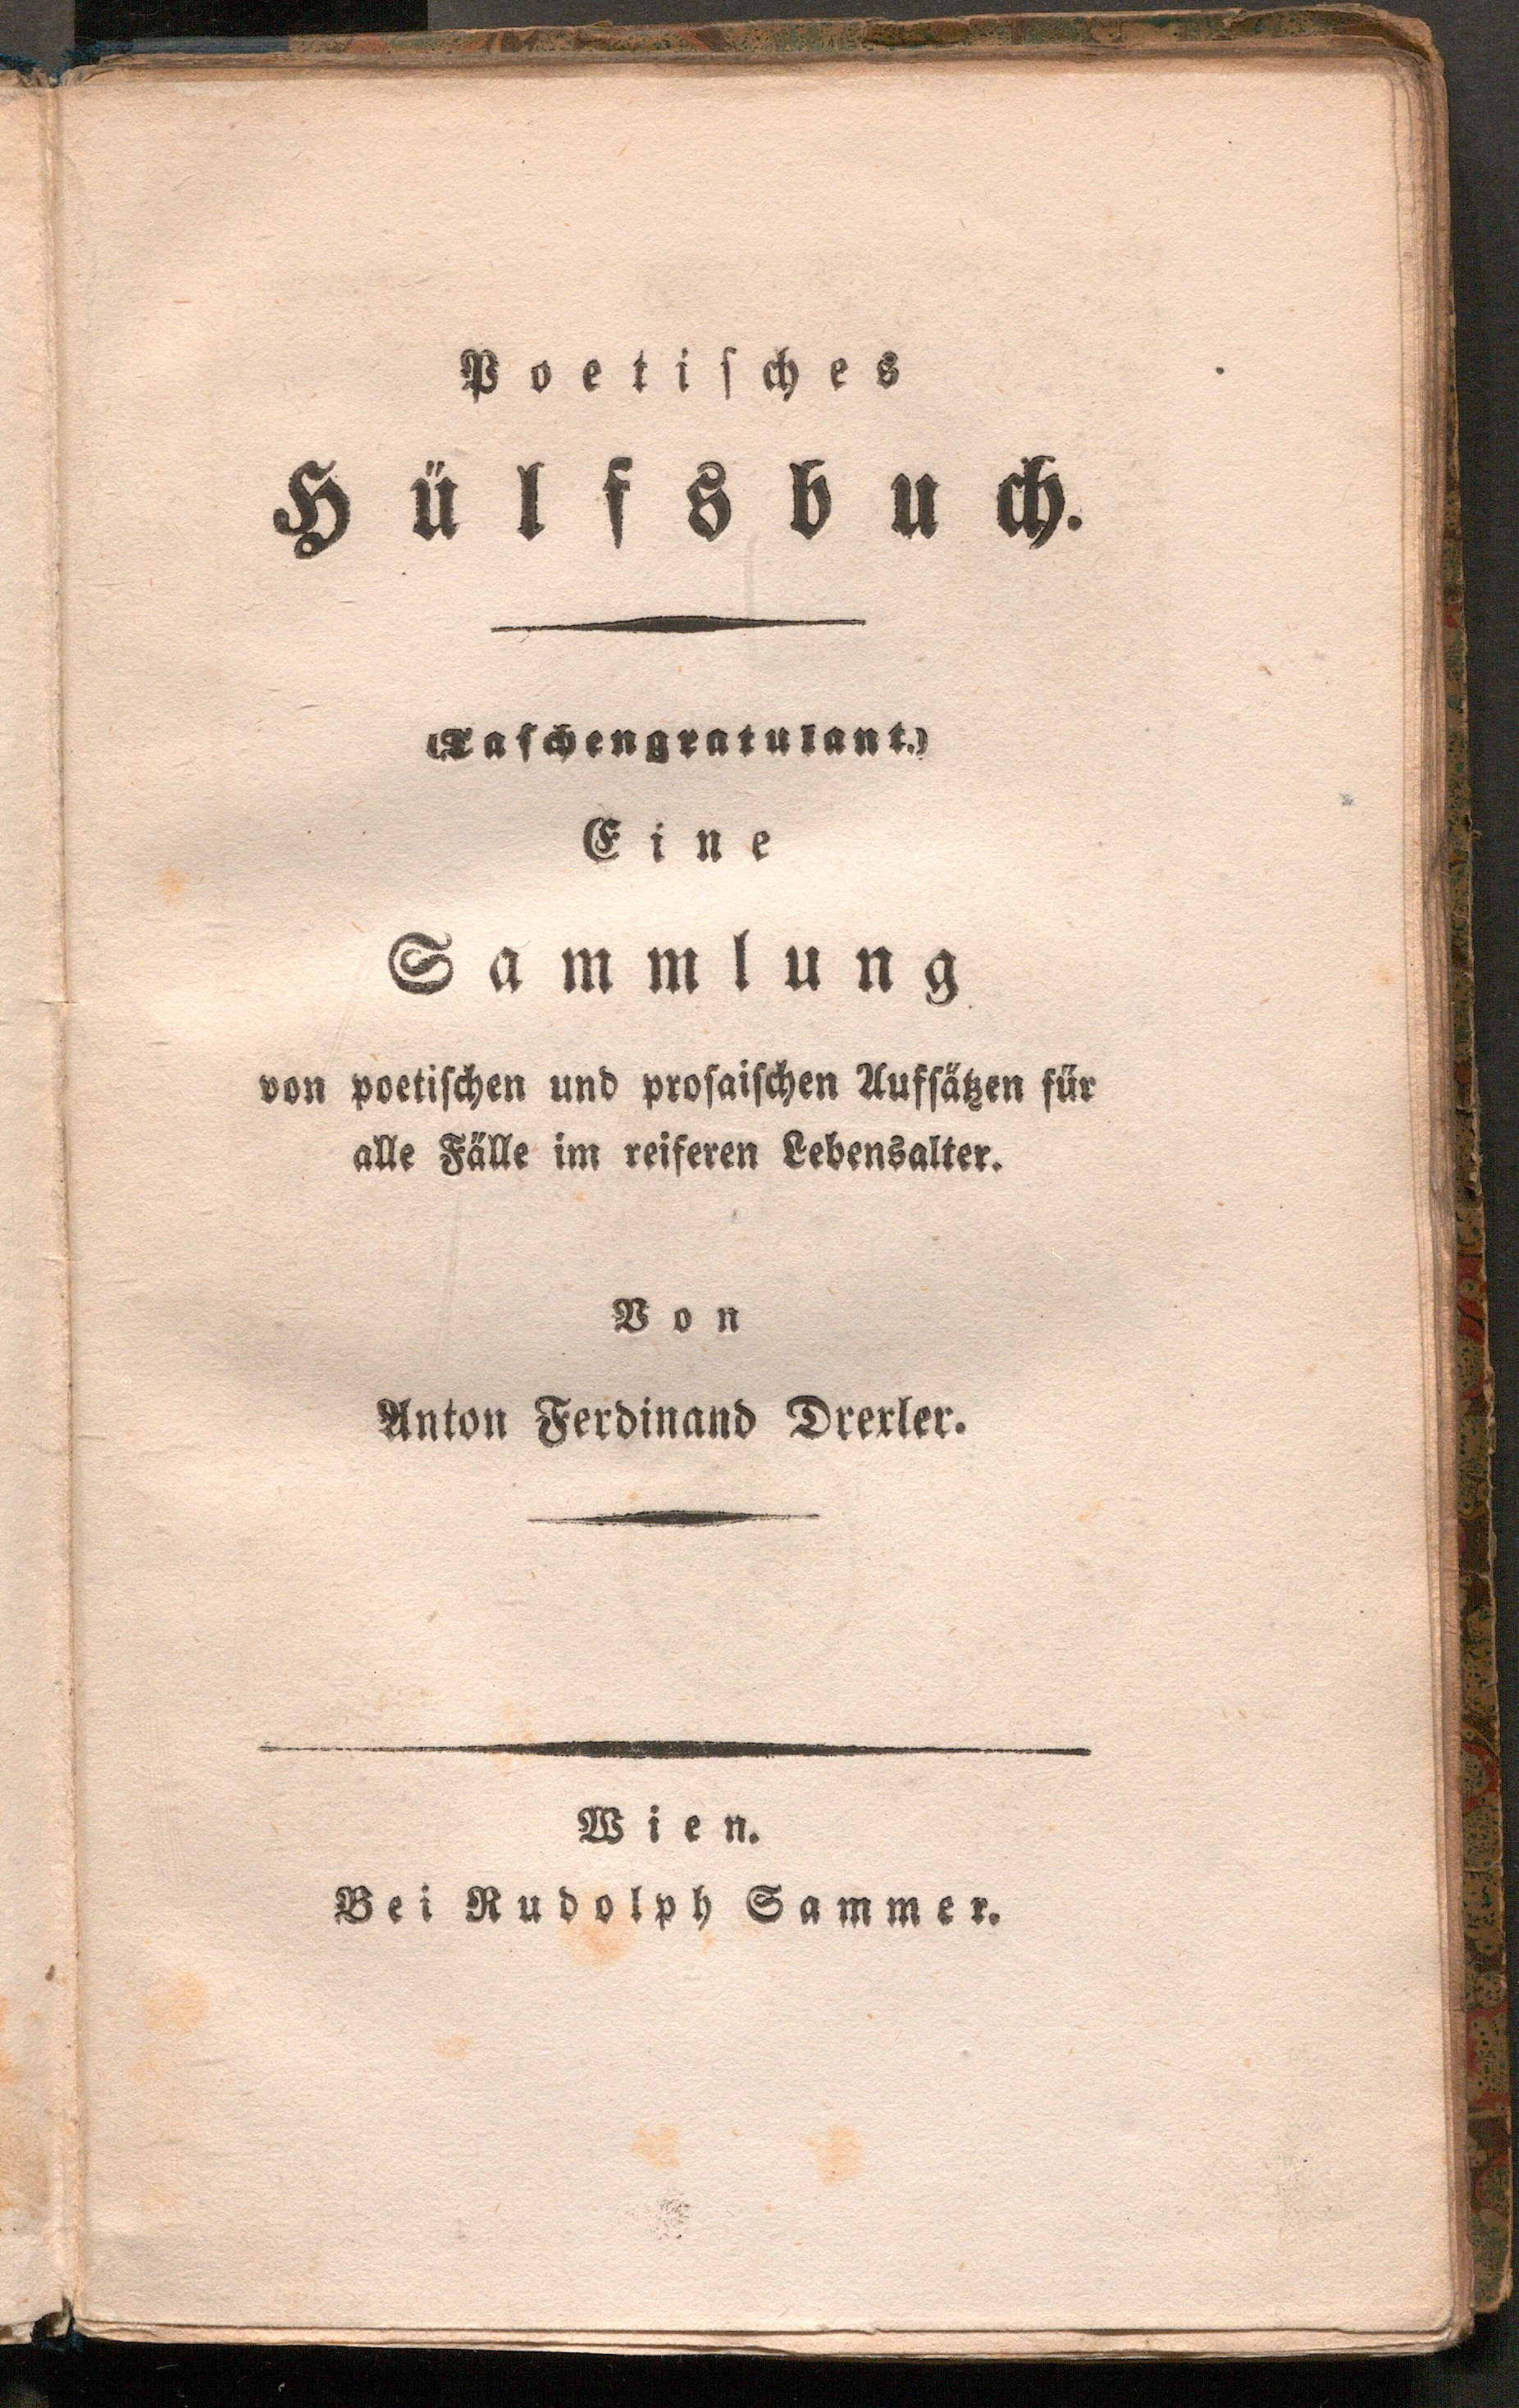 Poetisches
Hülfsbuch.
(Taschengratulant.)
Eine
Sammlung
von poetischen und prosaischen Aufsätzen für
alle Fälle im reiferen Lebensalter.
Von
Anton Ferdinand Drexler.
Wien.
Bei Rudolph Sammer.